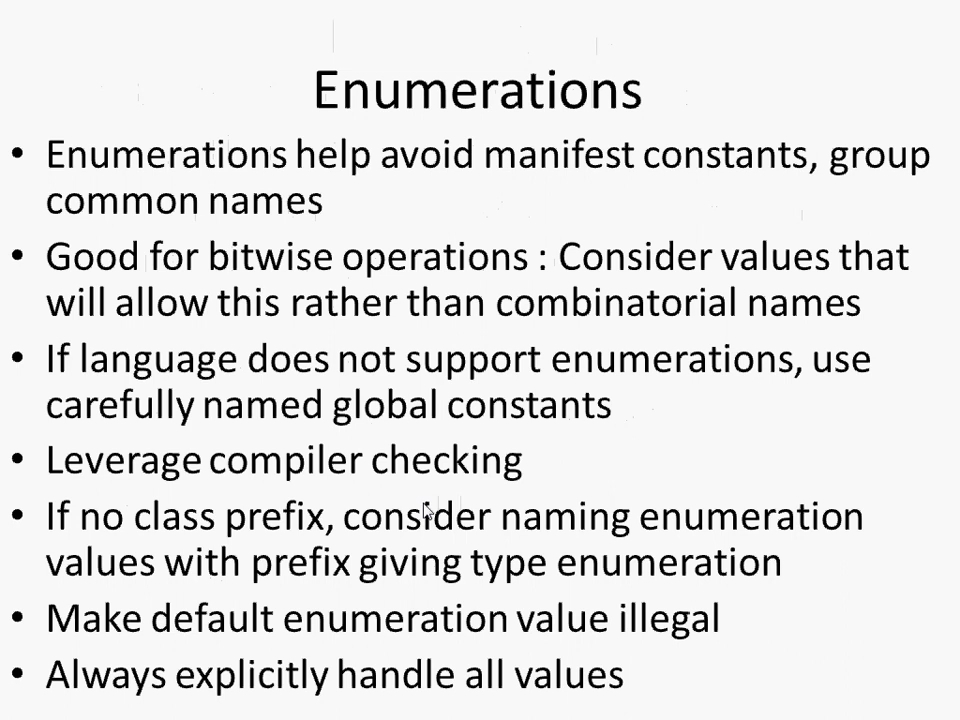 Enumerations
• Enumerations help avoid manifest constants, group
common names
• Good for bitwise operations : Consider values that
will allow this rather than combinatorial names
• If language does not support enumerations, use
carefully named global constants
• Leverage compiler checking
• If no class prefix, consider naming enumeration
values with prefix giving type enumeration
• Make default enumeration value illegal
• Always explicitly handle all values